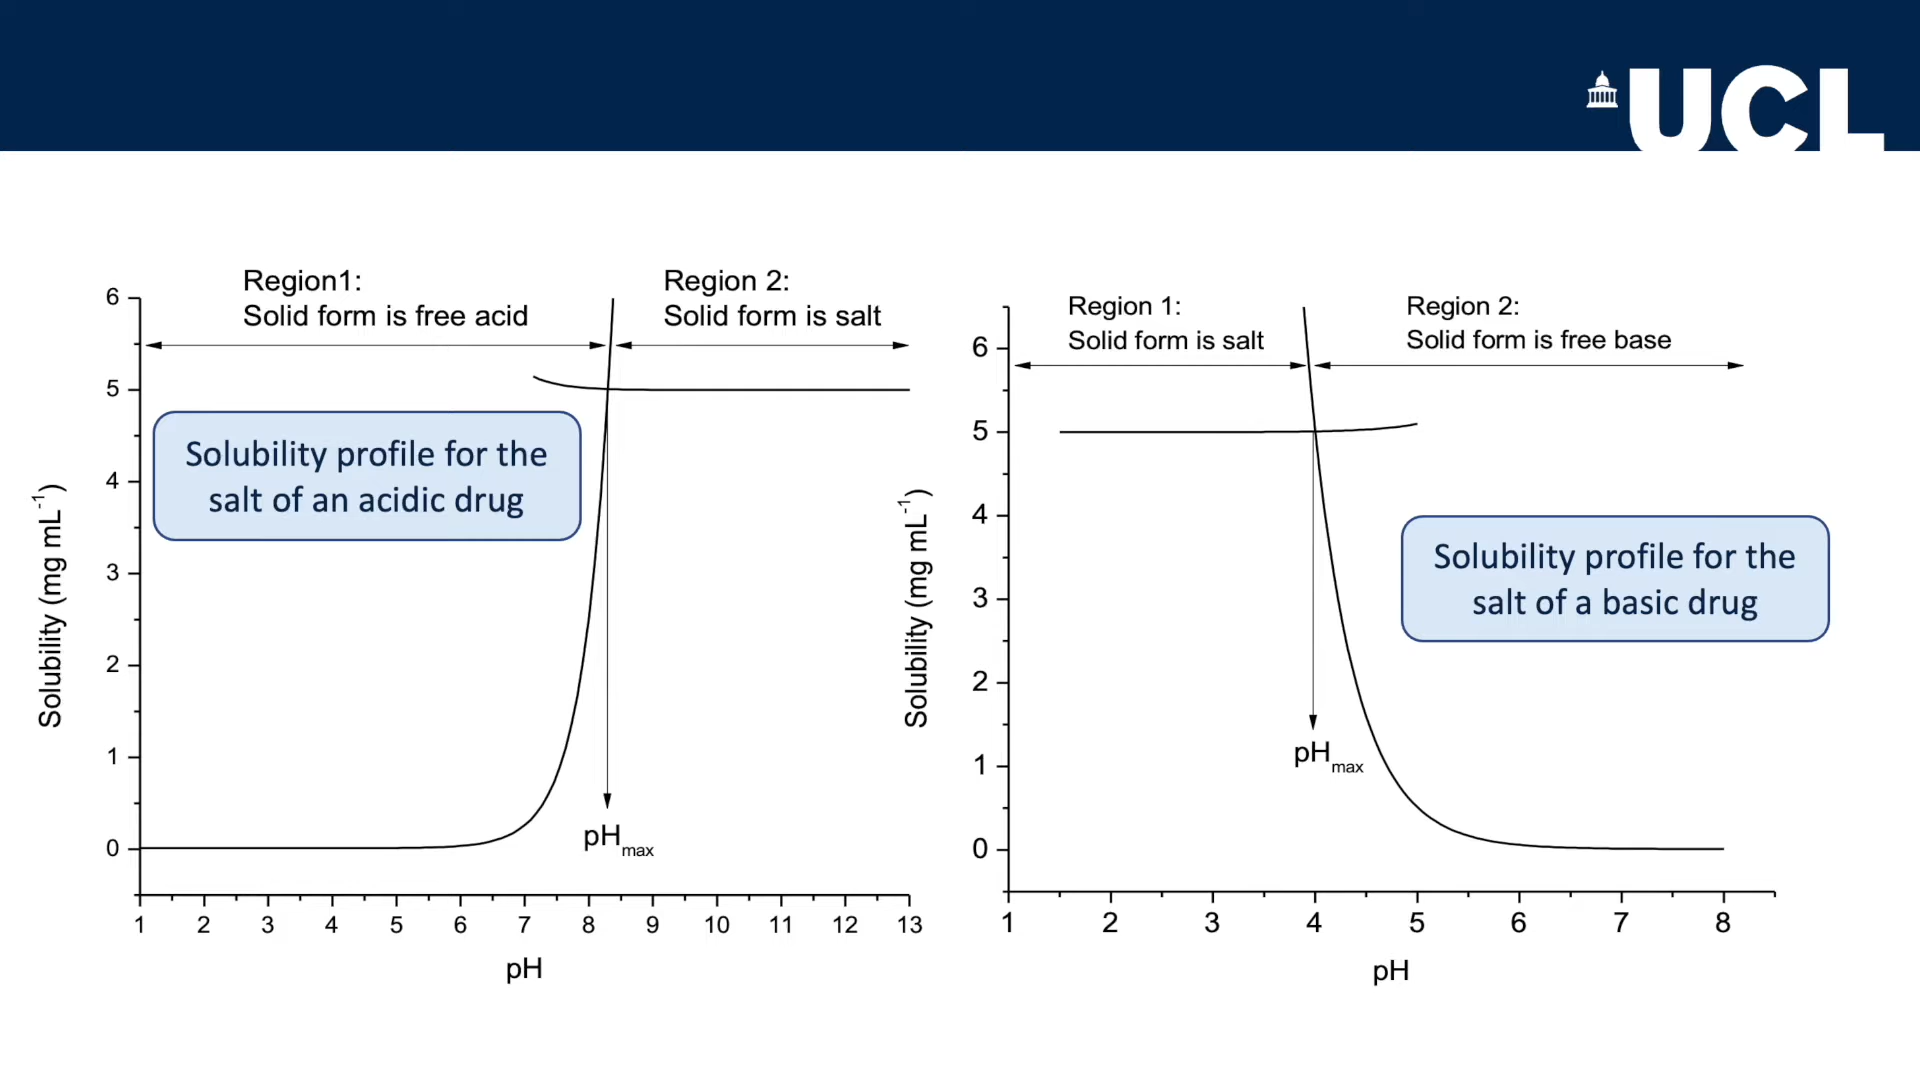 UCL
Region1:
Solid form is free acid
Region 2:
Solid form is salt
6
5
4
3
2
1
0
Solubility (mg mL⁻¹)
Solubility profile for the
salt of an acidic drug
pHmax
1 2 3 4 5 6 7 8 9 10 11 12 13
pH
Region 1:
Solid form is salt
Region 2:
Solid form is free base
6
5
4
3
2
1
0
Solubility (mg mL⁻¹)
Solubility profile for the
salt of a basic drug
pHmax
1 2 3 4 5 6 7 8
pH